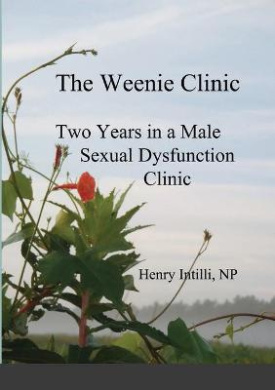 The Weenie Clinic
Two Years in a Male
Sexual Dysfunction
Clinic
Henry Intilli, NP